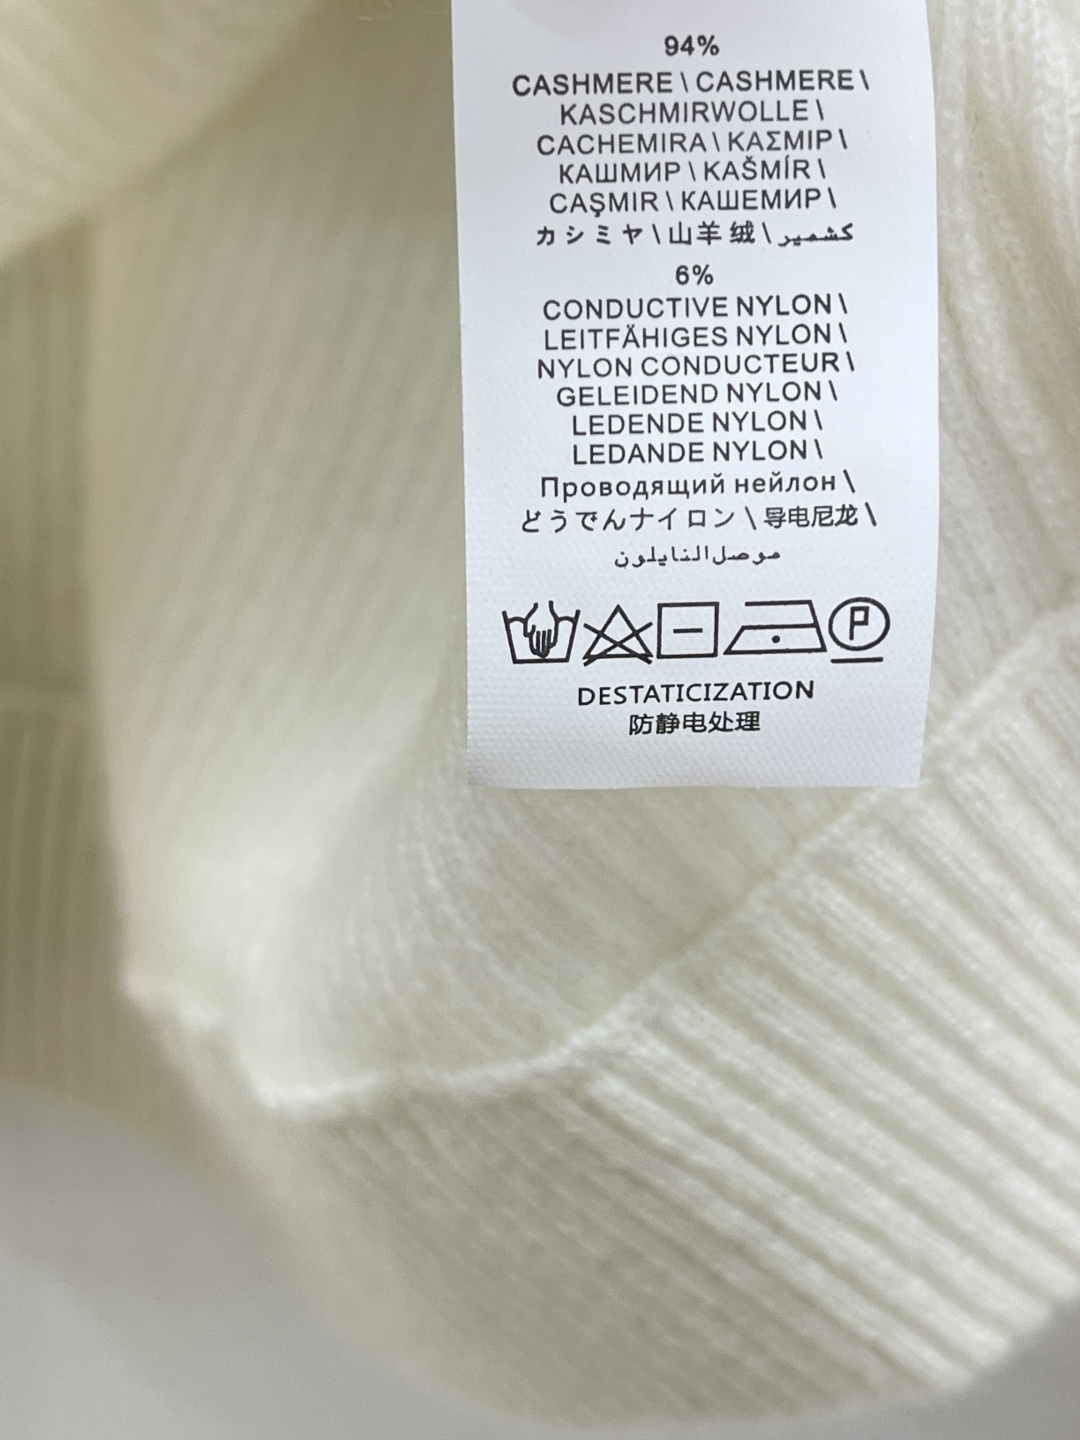 94%
CASHMERE \ CASHMERE \
KASCHMIRWOLLE \
CACHEMIRA \ ΚΑΣΜΙΡ \
КАШМИР \ KAŠMÍR \
CAŞMIR \ КАШЕМИР \
カシミヤ \ 山羊绒 \ كشمير
6%
CONDUCTIVE NYLON \
LEITFÄHIGES NYLON \
NYLON CONDUCTEUR \
GELEIDEND NYLON \
LEDENDE NYLON \
LEDANDE NYLON \
Проводящий нейлон \
どうでんナイロン \ 导电尼龙 \
موصل النايلون
P
DESTATICIZATION
防静电处理